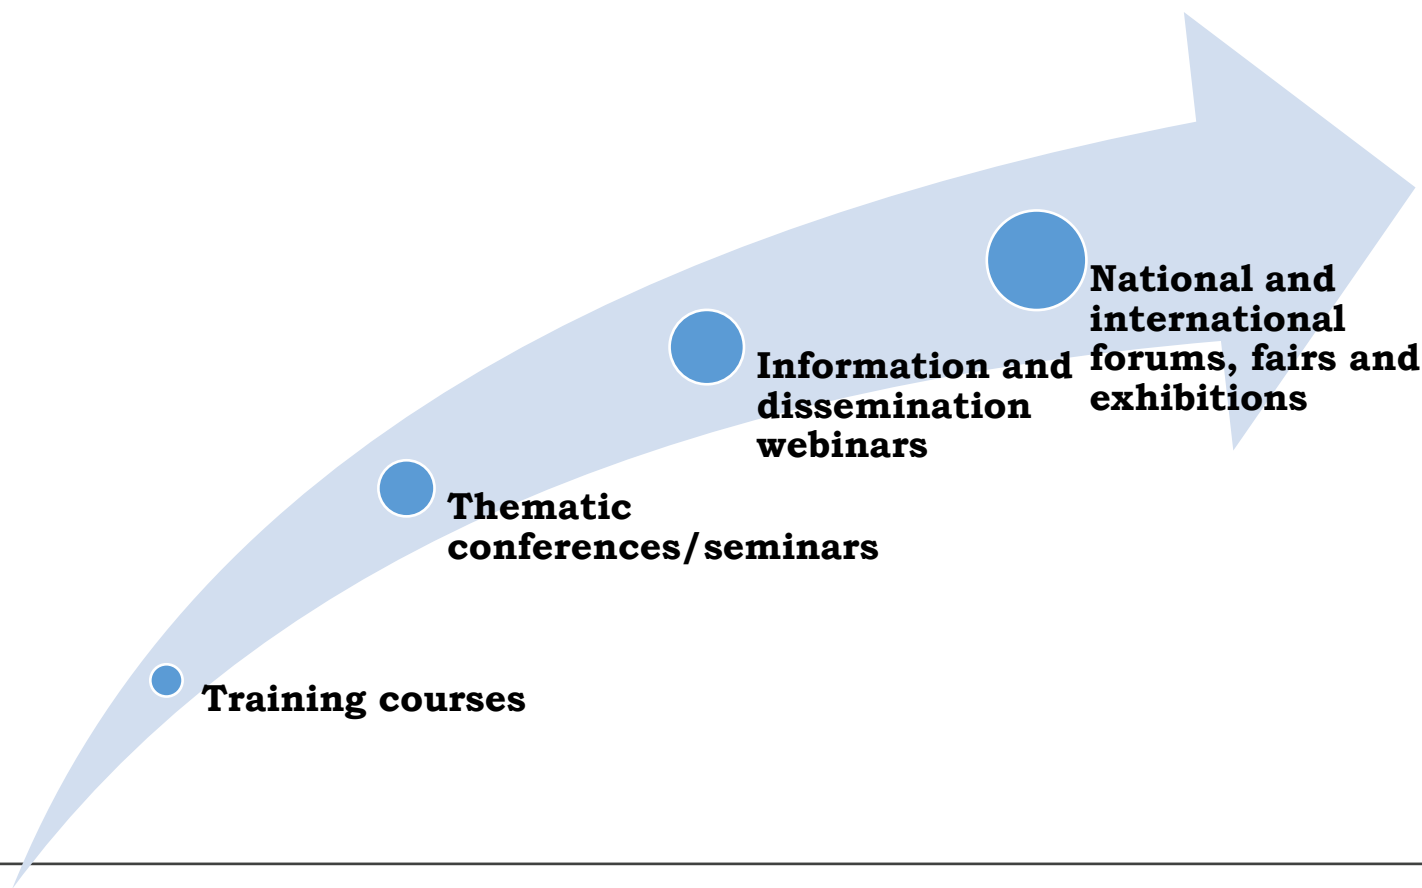 National and
international
forums, fairs and
exhibitions
Information and
dissemination
webinars
Thematic
conferences/seminars
Training courses